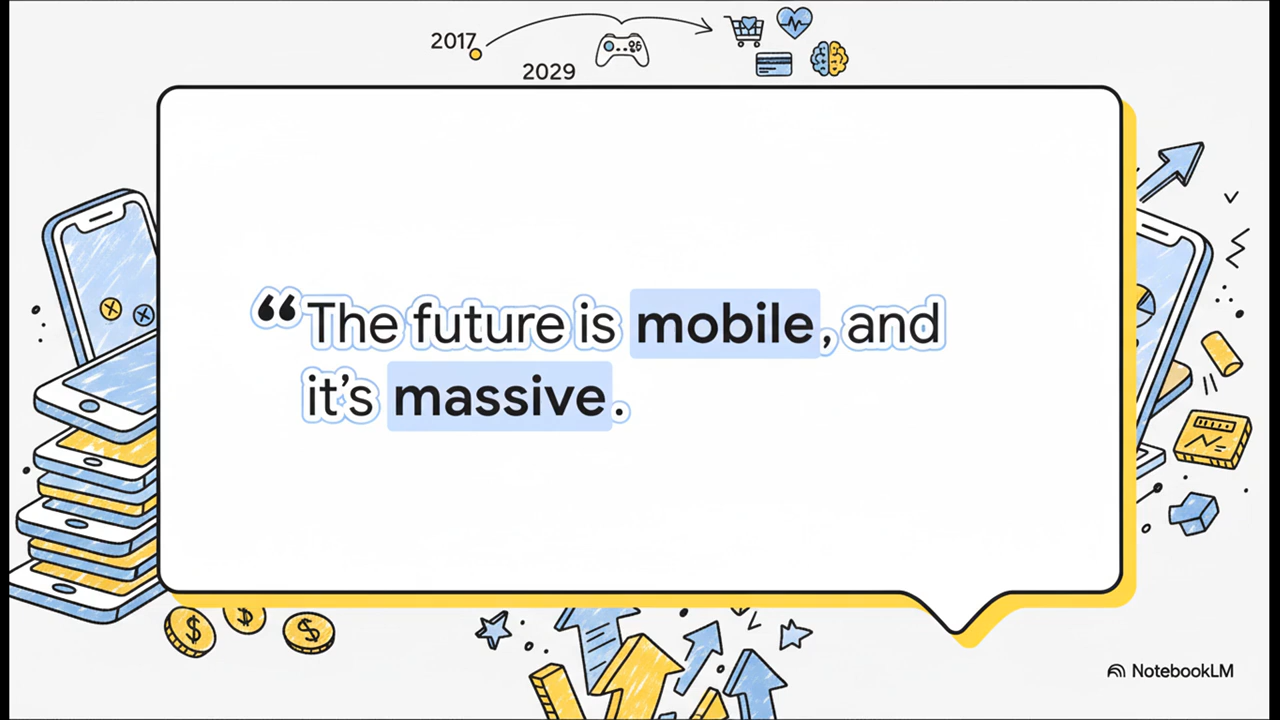 2017
2029
“The future is mobile, and
it’s massive.
NotebookLM